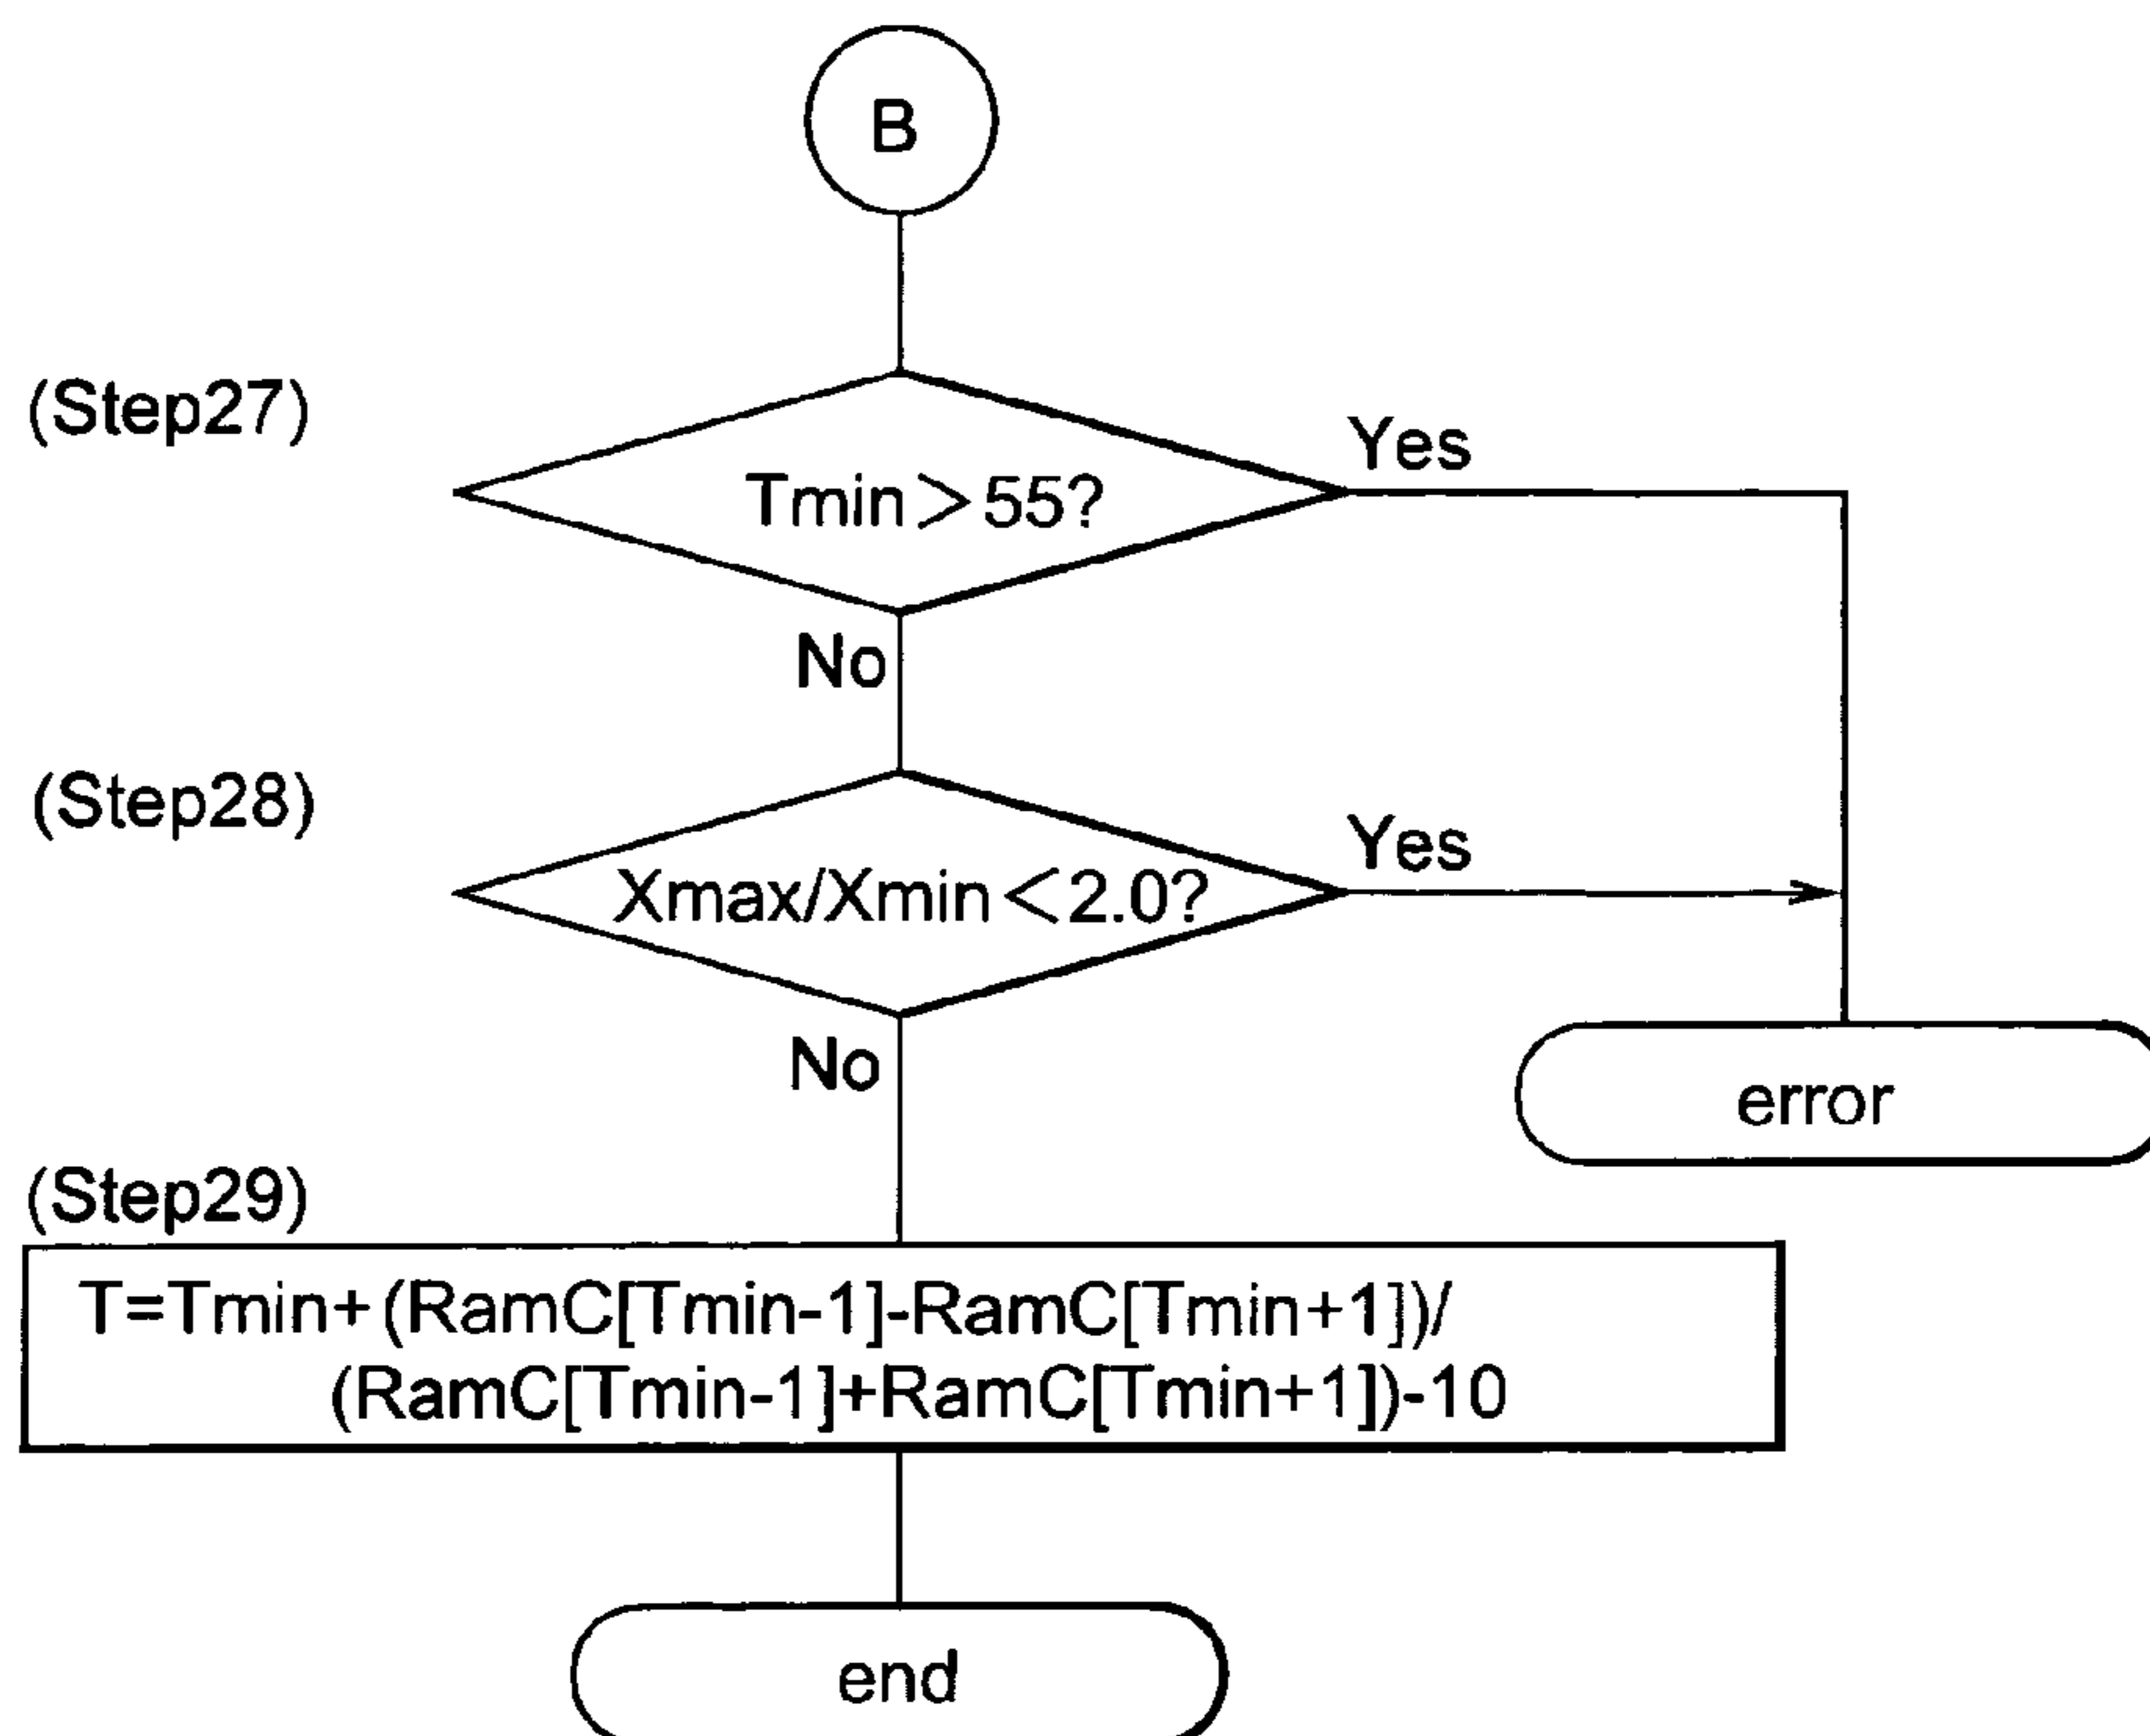 B
(Step27)
Tmin>55?
Yes
No
(Step28)
Xmax/Xmin<2.0?
Yes
No
error
(Step29)
T=Tmin+(RamC[Tmin-1]-RamC[Tmin+1])/
(RamC[Tmin-1]+RamC[Tmin+1])-10
end